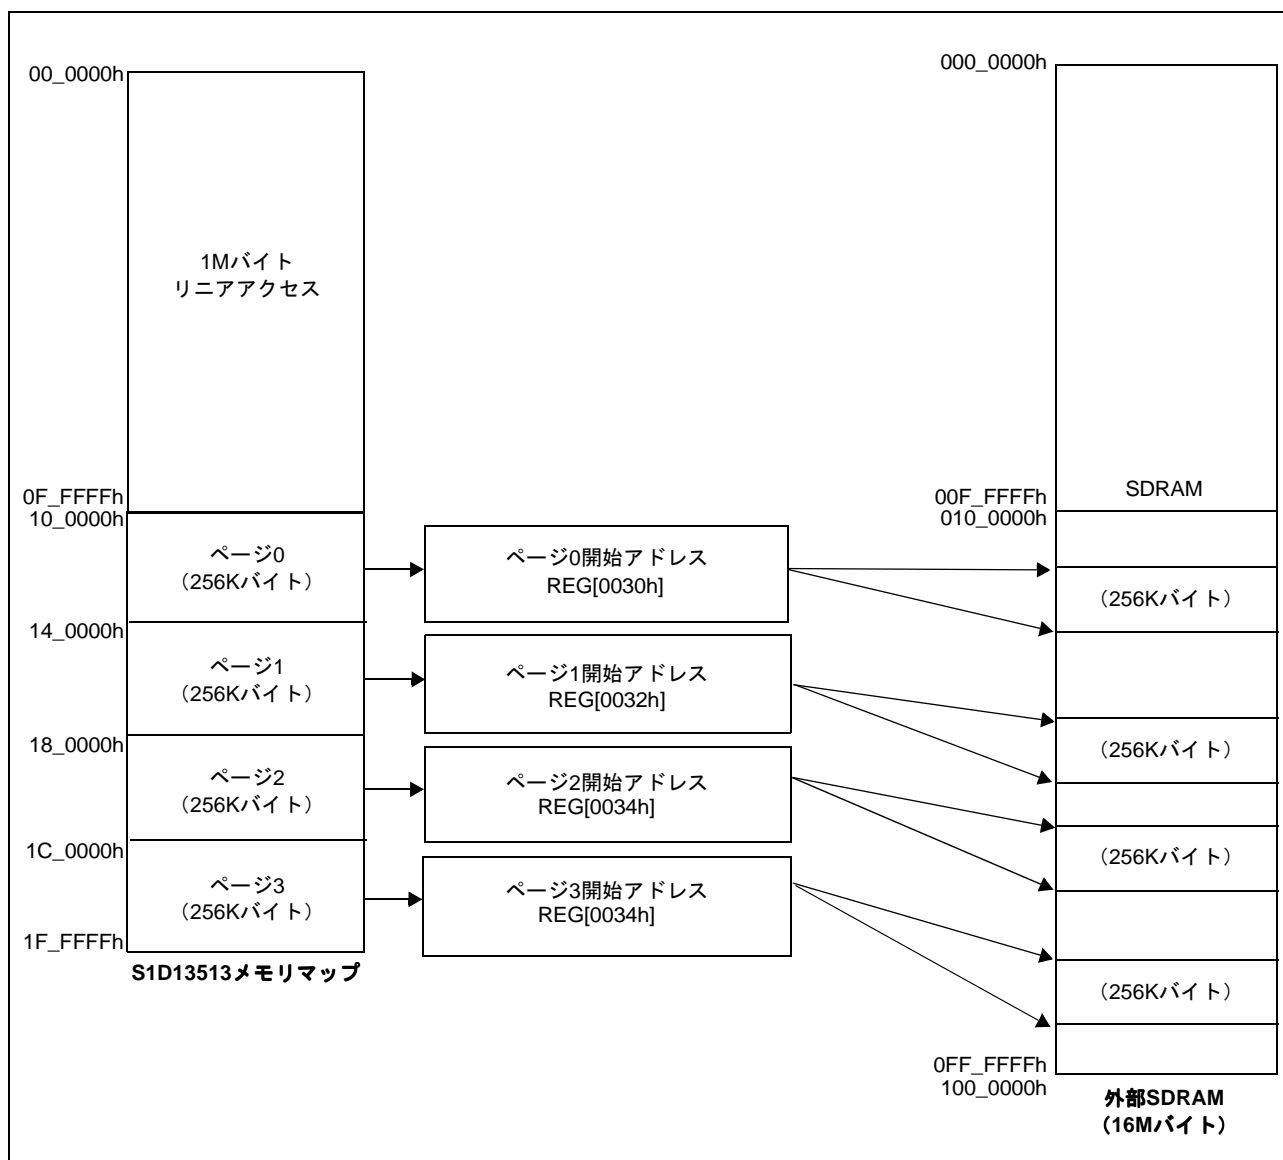 00_0000h
1Mバイト
リニアアクセス
0F_FFFFh
10_0000h
ページ0
（256Kバイト）
14_0000h
ページ1
（256Kバイト）
18_0000h
ページ2
（256Kバイト）
1C_0000h
ページ3
（256Kバイト）
1F_FFFFh
S1D13513メモリマップ
ページ0開始アドレス
REG[0030h]
ページ1開始アドレス
REG[0032h]
ページ2開始アドレス
REG[0034h]
ページ3開始アドレス
REG[0034h]
000_0000h
00F_FFFFh
010_0000h
SDRAM
（256Kバイト）
（256Kバイト）
（256Kバイト）
（256Kバイト）
0FF_FFFFh
100_0000h
外部SDRAM
（16Mバイト）